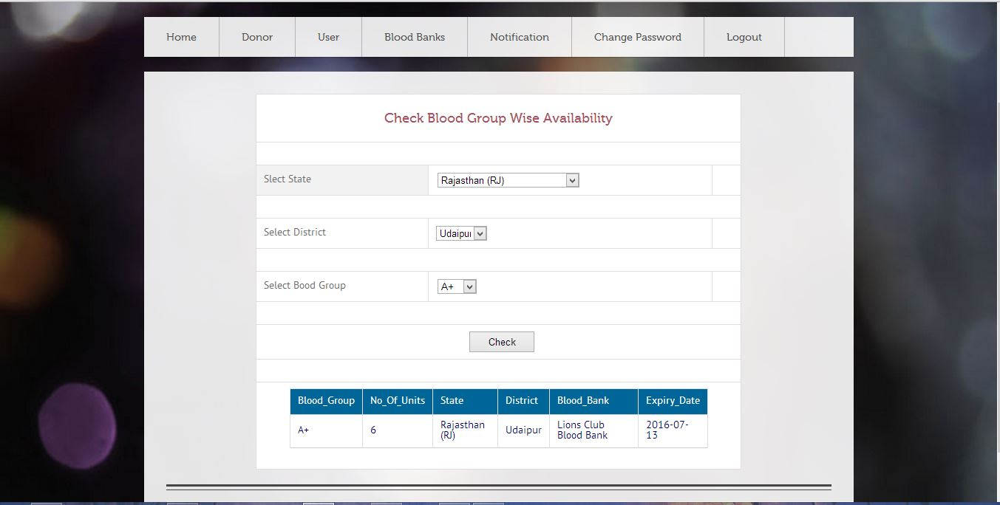 Home Donor User Blood Banks Notification Change Password Logout
Check Blood Group Wise Availability
Slect State Rajasthan (RJ)
Select District Udaipur
Select Bood Group A+
Check
Blood_Group No_Of_Units State District Blood_Bank Expiry_Date
A+ 6 Rajasthan (RJ) Udaipur Lions Club Blood Bank 2016-07-13